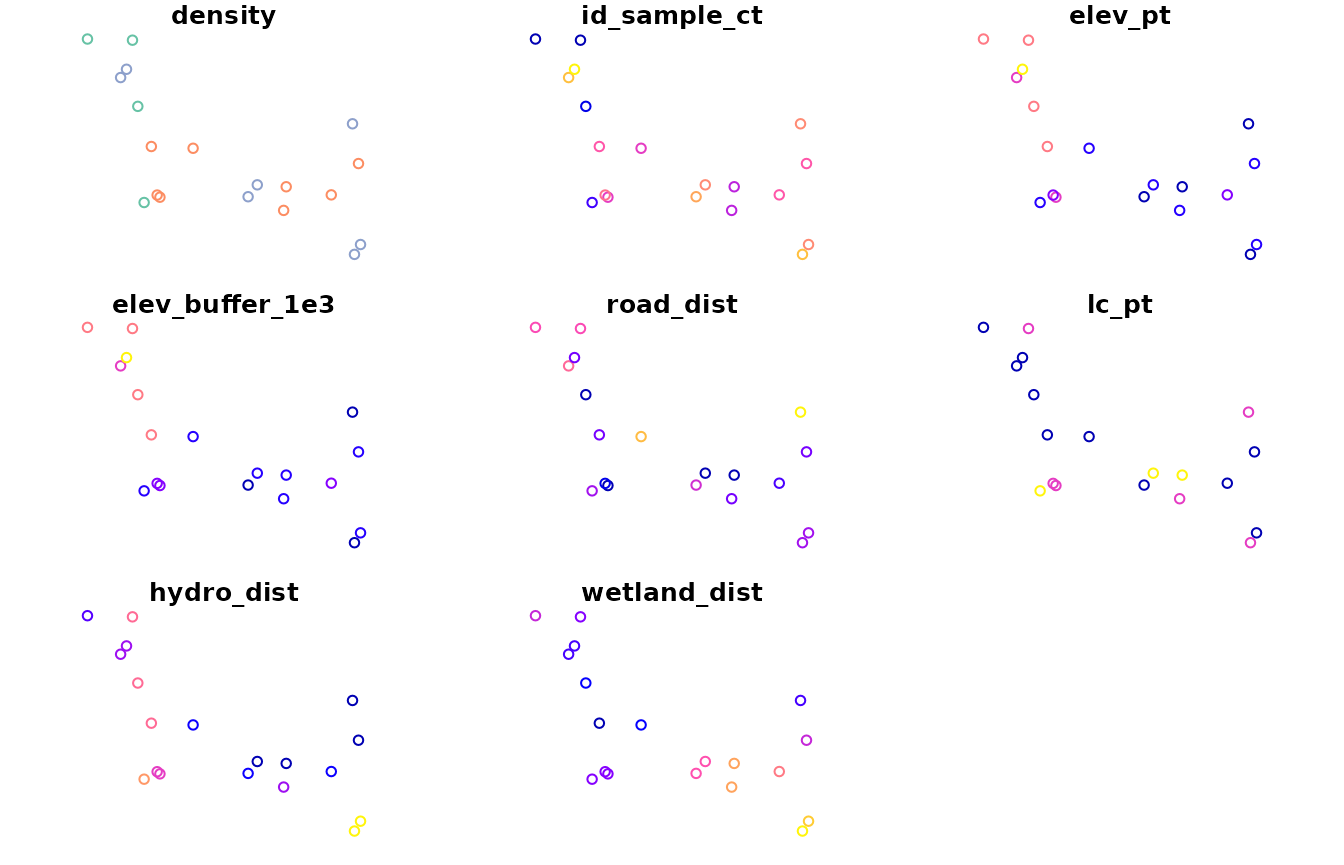 density
id_sample_ct
elev_pt
elev_buffer_1e3
road_dist
lc_pt
hydro_dist
wetland_dist